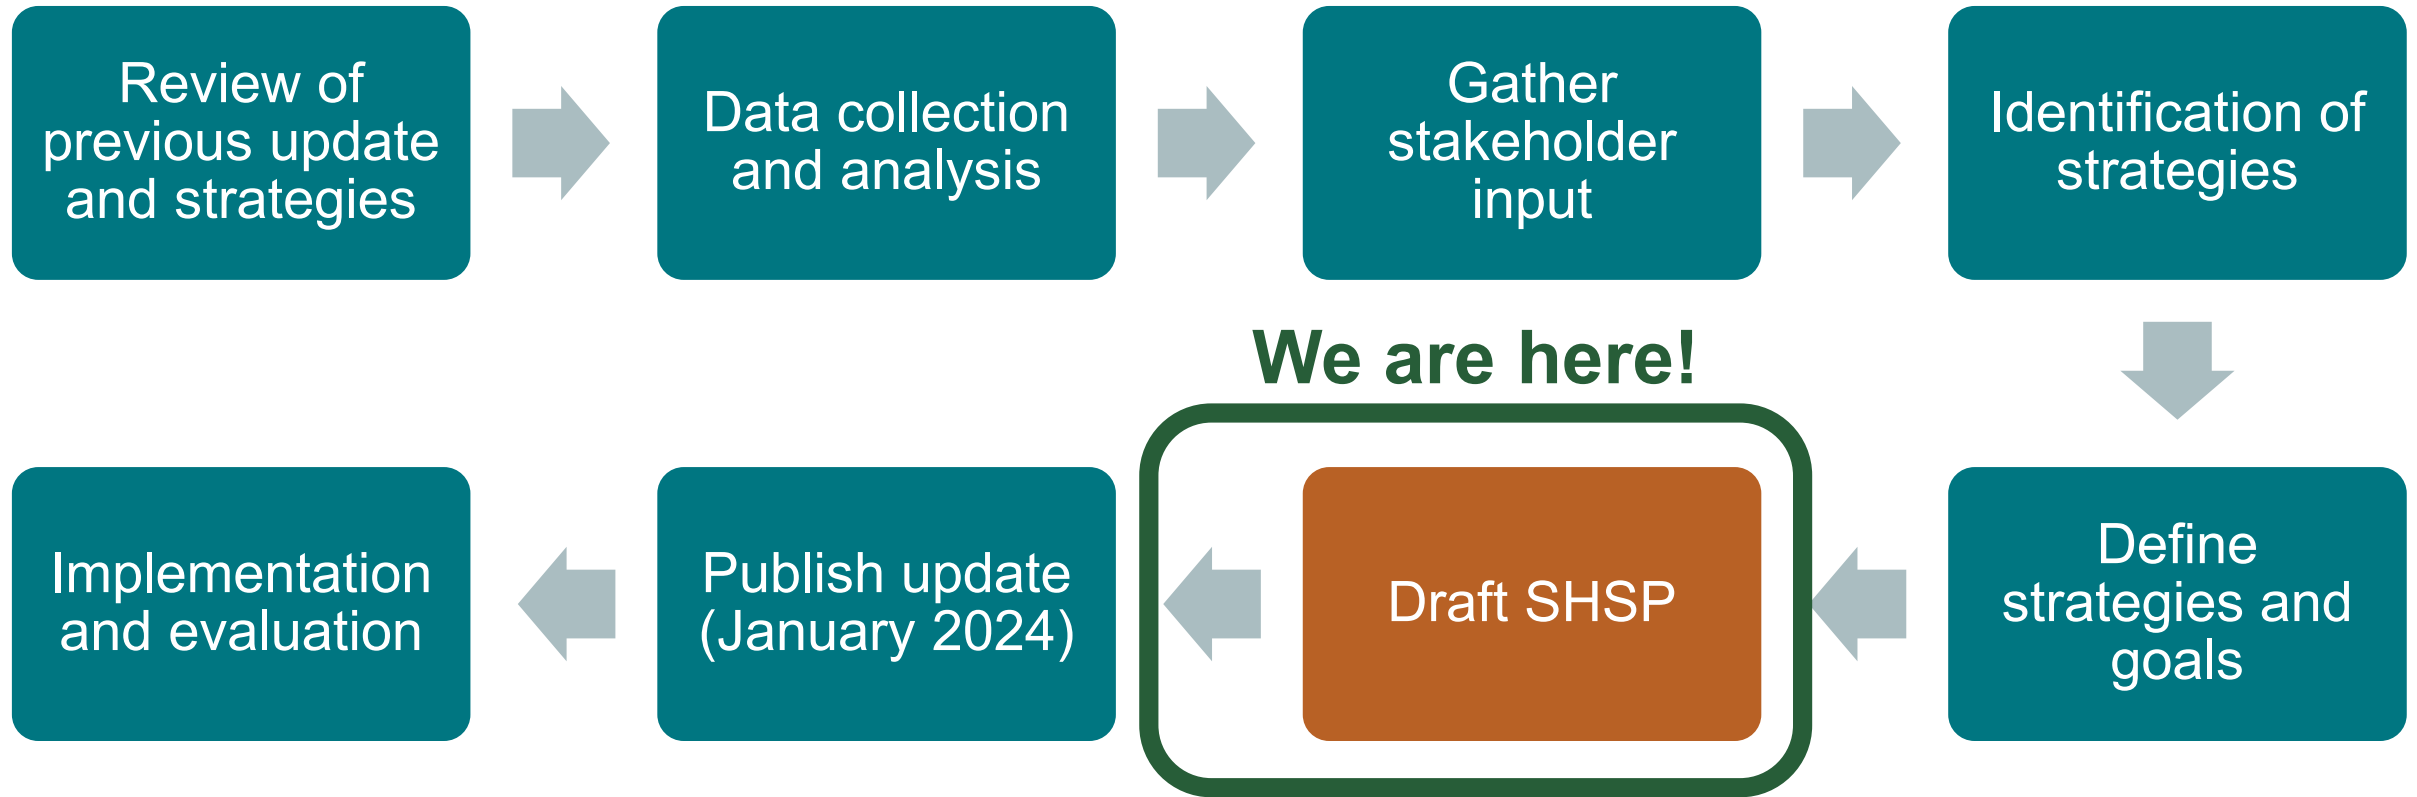 Review of
previous update
and strategies
Data collection
and analysis
Gather
stakeholder
input
Identification of
strategies
We are here!
Define
strategies and
goals
Draft SHSP
Publish update
(January 2024)
Implementation
and evaluation